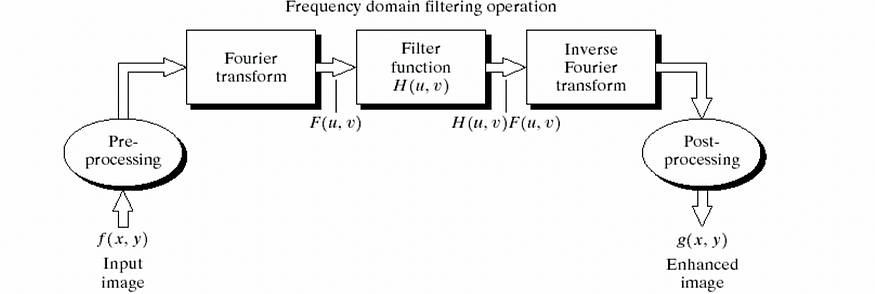 Frequency domain filtering operation
Fourier
transform
Filter
function
H(u, v)
Inverse
Fourier
transform
F(u, v)
H(u, v)F(u, v)
Pre-
processing
Post-
processing
f(x, y)
Input
image
g(x, y)
Enhanced
image